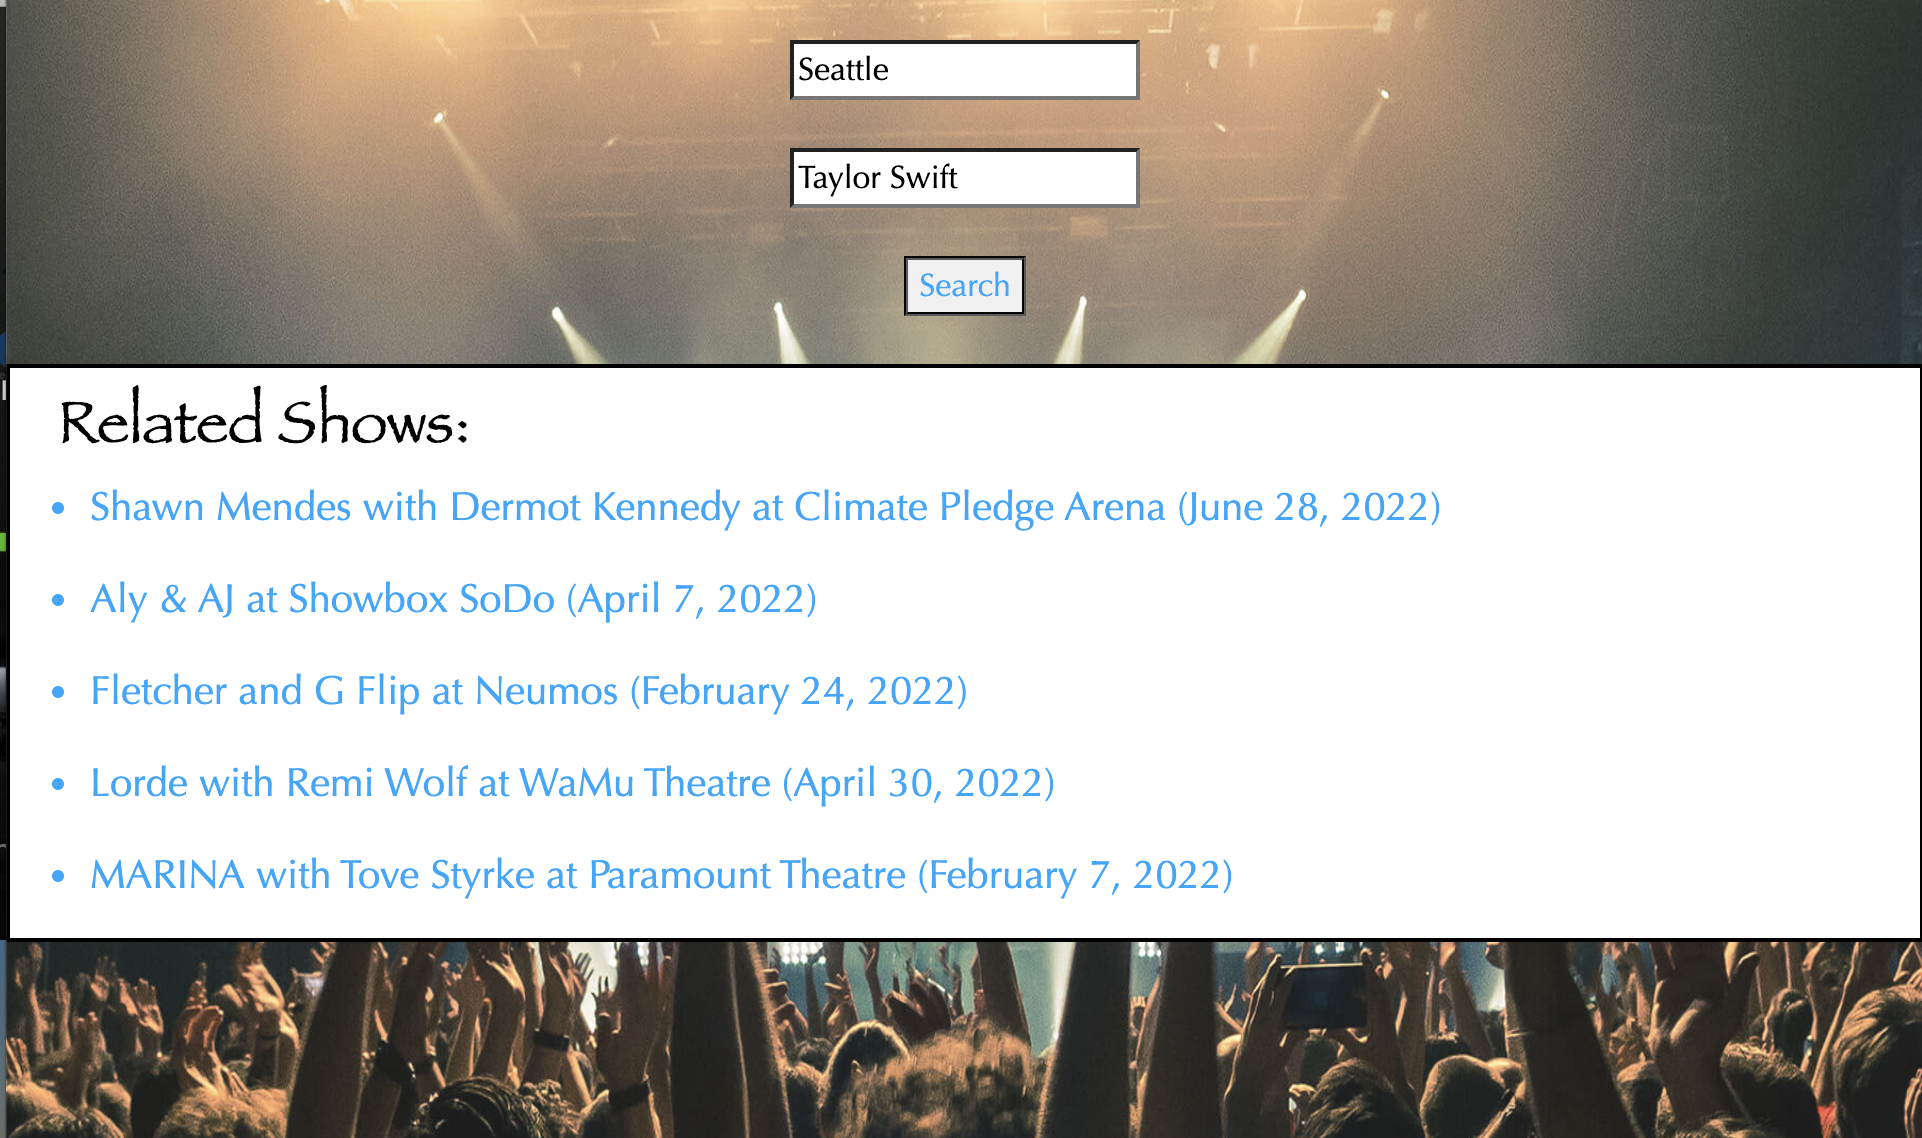 Seattle
Taylor Swift
Search
Related Shows:
• Shawn Mendes with Dermot Kennedy at Climate Pledge Arena (June 28, 2022)
• Aly & AJ at Showbox SoDo (April 7, 2022)
• Fletcher and G Flip at Neumos (February 24, 2022)
• Lorde with Remi Wolf at WaMu Theatre (April 30, 2022)
• MARINA with Tove Styrke at Paramount Theatre (February 7, 2022)